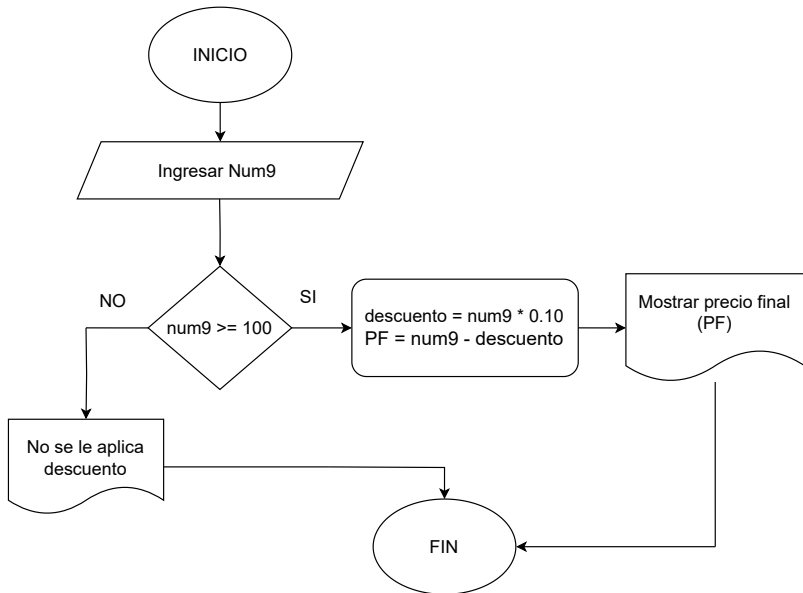 INICIO
Ingresar Num9
NO
SI
num9 >= 100
descuento = num9 * 0.10
PF = num9 - descuento
Mostrar precio final
(PF)
No se le aplica
descuento
FIN